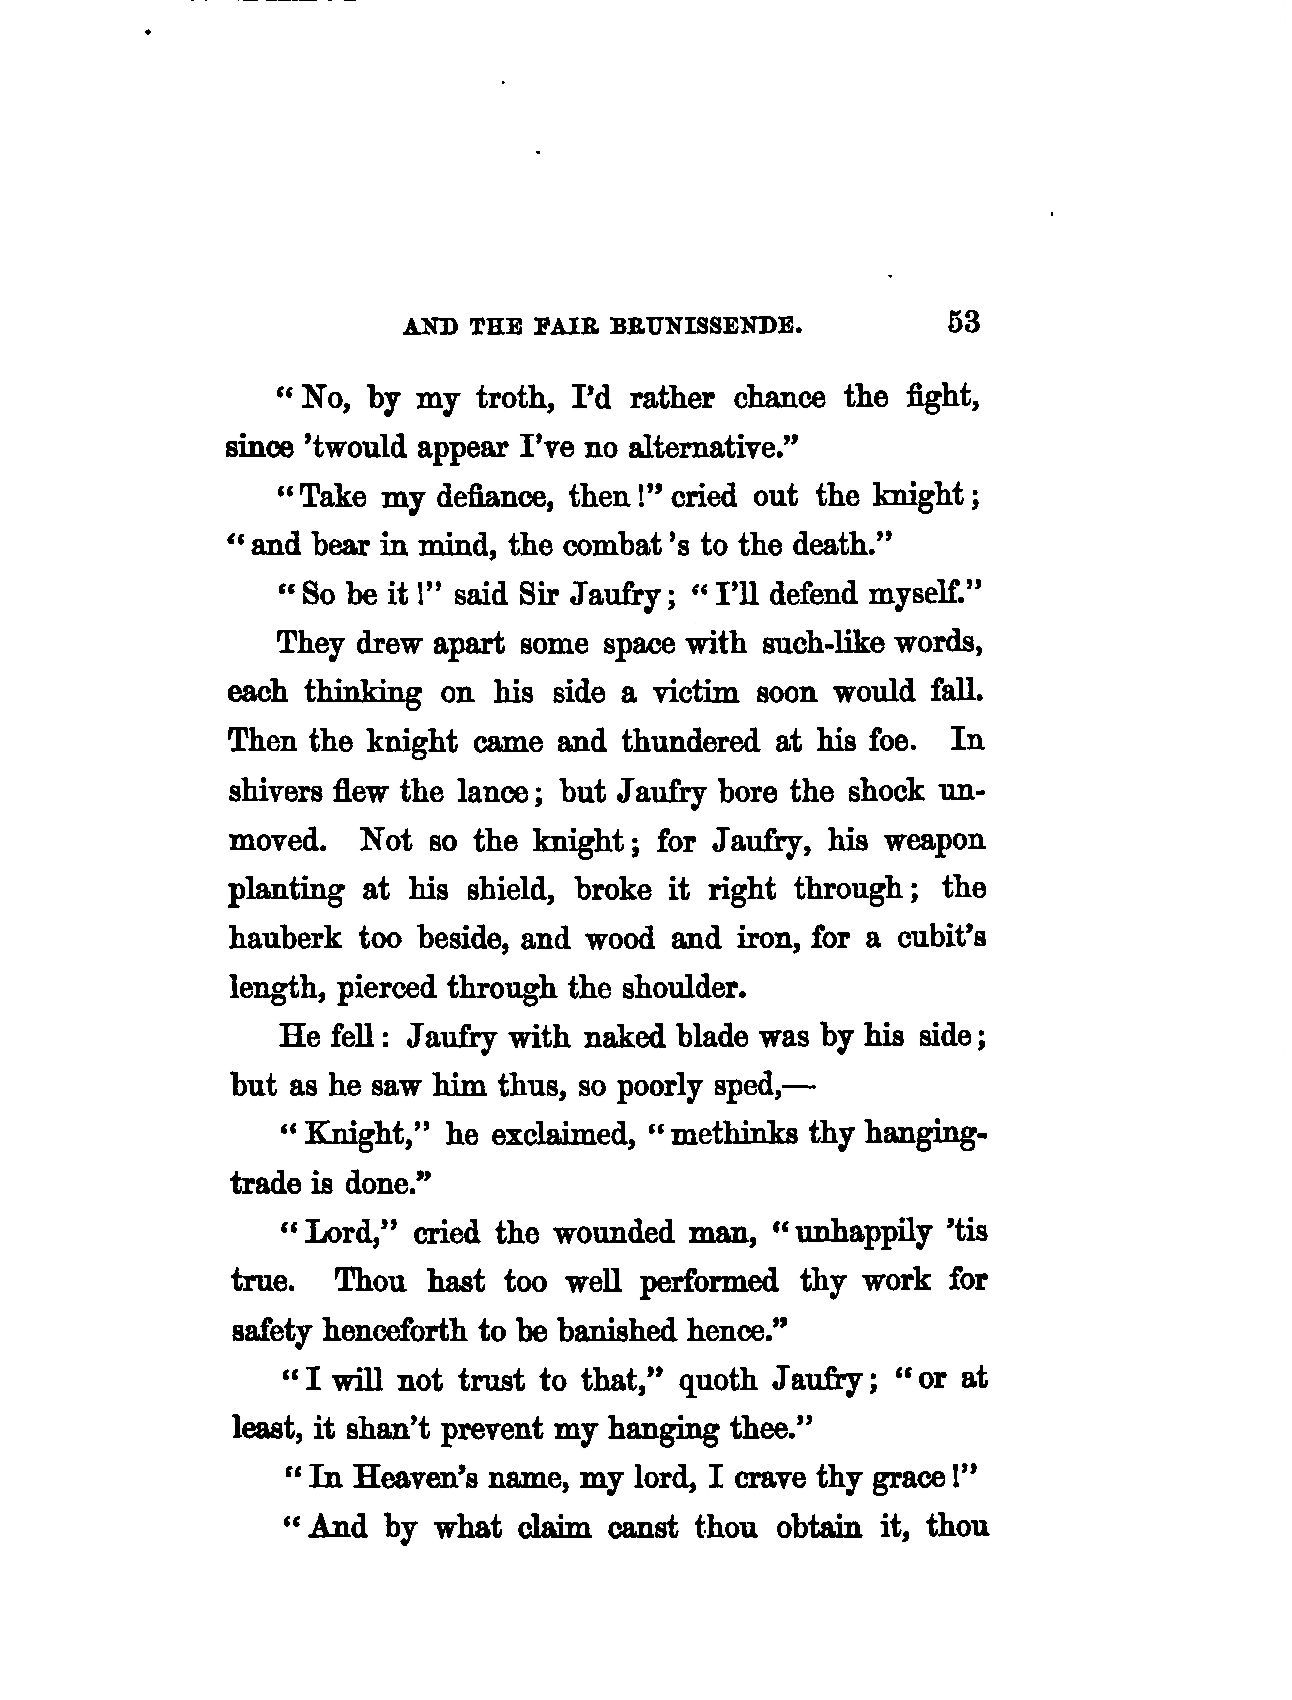 AND THE FAIR BRUNISSENDE. 53
“No, by my troth, I’d rather chance the fight,
since ’twould appear I’ve no alternative.”
“Take my defiance, then!” cried out the knight;
“and bear in mind, the combat’s to the death.”
“So be it!” said Sir Jaufry; “I’ll defend myself.”
They drew apart some space with such-like words,
each thinking on his side a victim soon would fall.
Then the knight came and thundered at his foe. In
shivers flew the lance; but Jaufry bore the shock un-
moved. Not so the knight; for Jaufry, his weapon
planting at his shield, broke it right through; the
hauberk too beside, and wood and iron, for a cubit’s
length, pierced through the shoulder.
He fell: Jaufry with naked blade was by his side;
but as he saw him thus, so poorly sped,—
“Knight,” he exclaimed, “methinks thy hanging-
trade is done.”
“Lord,” cried the wounded man, “unhappily ’tis
true. Thou hast too well performed thy work for
safety henceforth to be banished hence.”
“I will not trust to that,” quoth Jaufry; “or at
least, it shan’t prevent my hanging thee.”
“In Heaven’s name, my lord, I crave thy grace!”
“And by what claim canst thou obtain it, thou